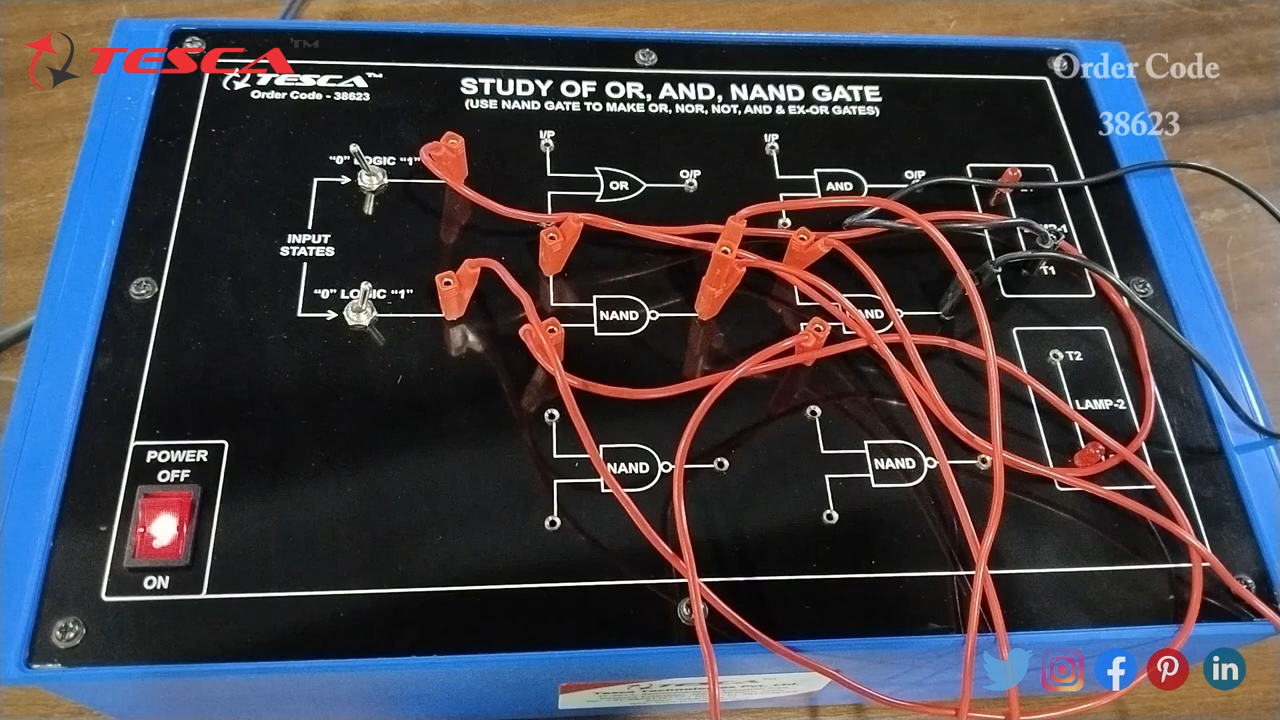 TESCA™
TESCA™
Order Code - 38623
Order Code
38623
STUDY OF OR, AND, NAND GATE
(USE NAND GATE TO MAKE OR, NOR, NOT, AND & EX-OR GATES)
"0" LOGIC "1"
I/P
OR
O/P
I/P
AND
O/P
INPUT
STATES
"0" LOGIC "1"
NAND
T1
T2
LAMP-2
NAND
NAND
POWER
OFF
ON
TESCA